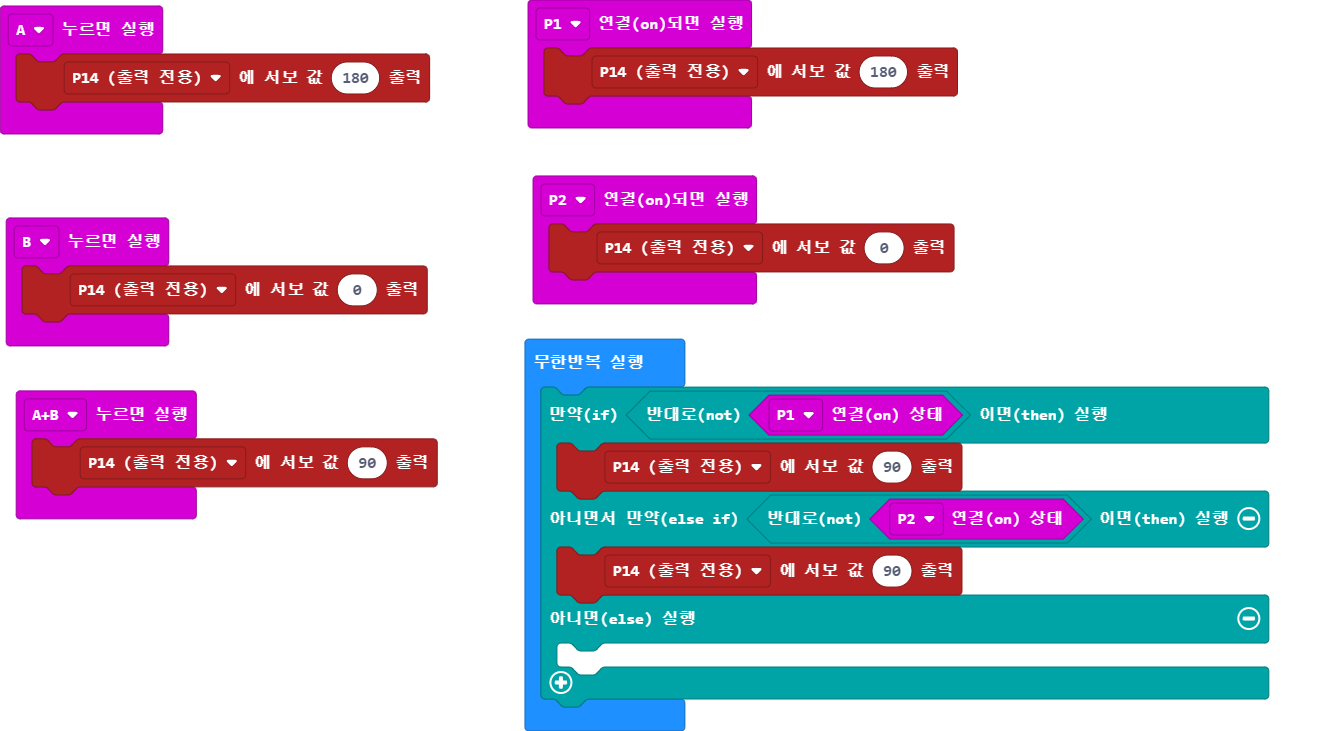 A 누르면 실행
P14 (출력 전용) 에 서보 값 180 출력
B 누르면 실행
P14 (출력 전용) 에 서보 값 0 출력
A+B 누르면 실행
P14 (출력 전용) 에 서보 값 90 출력
P1 연결(on)되면 실행
P14 (출력 전용) 에 서보 값 180 출력
P2 연결(on)되면 실행
P14 (출력 전용) 에 서보 값 0 출력
무한반복 실행
만약(if) 반대로(not) P1 연결(on) 상태 이면(then) 실행
P14 (출력 전용) 에 서보 값 90 출력
아니면서 만약(else if) 반대로(not) P2 연결(on) 상태 이면(then) 실행
P14 (출력 전용) 에 서보 값 90 출력
아니면(else) 실행